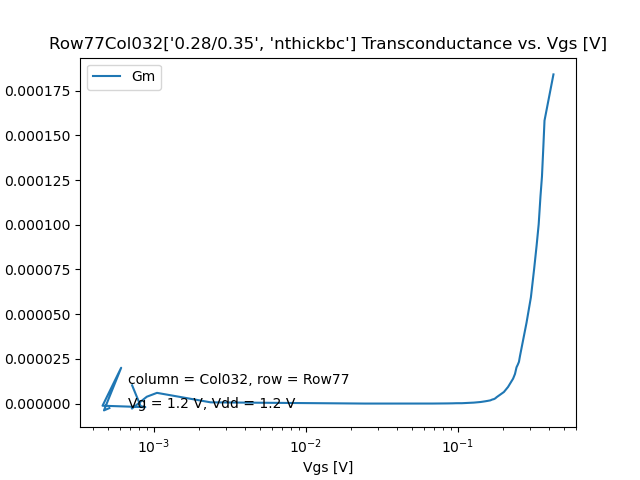 Row77Col032['0.28/0.35', 'nthickbc'] Transconductance vs. Vgs [V]
Gm
0.000175
0.000150
0.000125
0.000100
0.000075
0.000050
0.000025
0.000000
column = Col032, row = Row77
Vg = 1.2 V, Vdd = 1.2 V
10⁻³ 10⁻² 10⁻¹
Vgs [V]